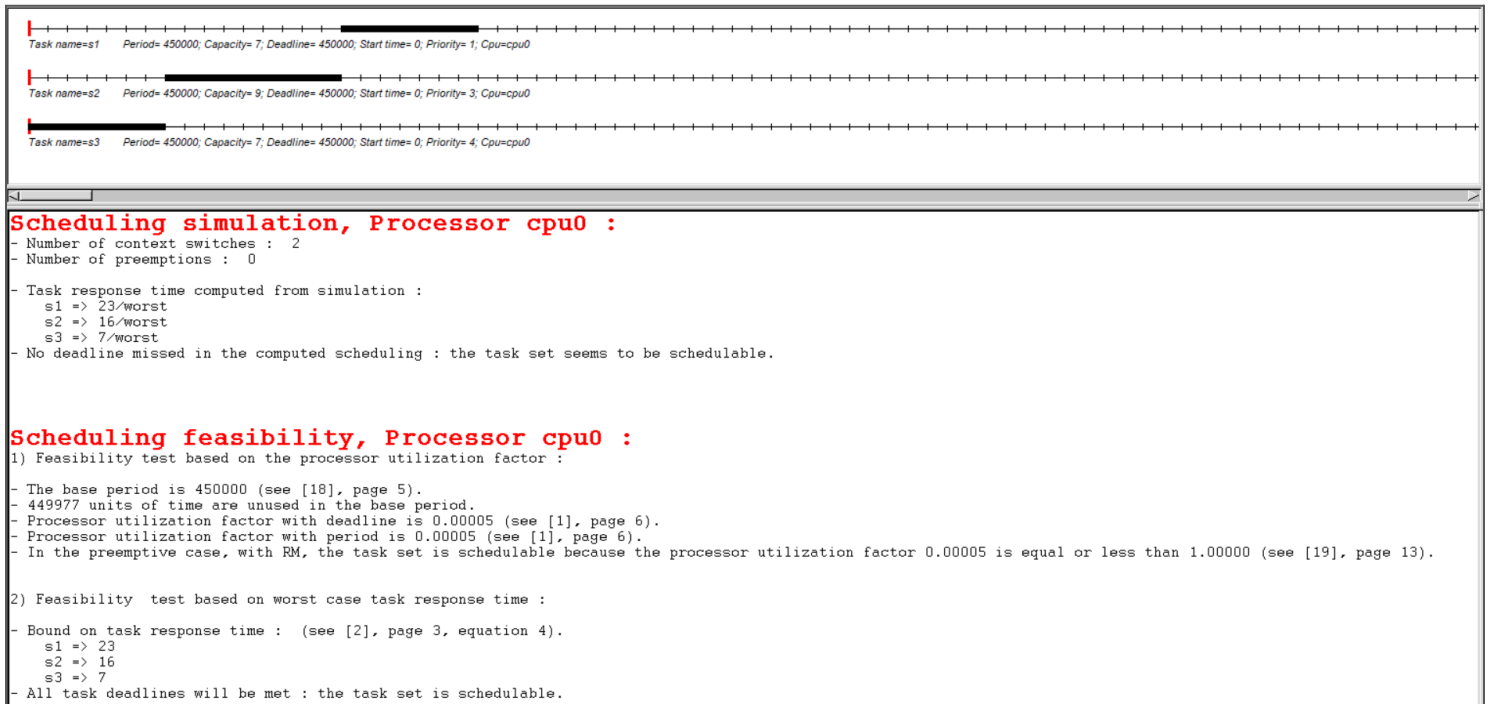 Task name=s1 Period= 450000; Capacity= 7; Deadline= 450000; Start time= 0; Priority= 1; Cpu=cpu0
Task name=s2 Period= 450000; Capacity= 9; Deadline= 450000; Start time= 0; Priority= 3; Cpu=cpu0
Task name=s3 Period= 450000; Capacity= 7; Deadline= 450000; Start time= 0; Priority= 4; Cpu=cpu0
Scheduling simulation, Processor cpu0 :
- Number of context switches : 2
- Number of preemptions : 0
- Task response time computed from simulation :
s1 => 23/worst
s2 => 16/worst
s3 => 7/worst
- No deadline missed in the computed scheduling : the task set seems to be schedulable.
Scheduling feasibility, Processor cpu0 :
1) Feasibility test based on the processor utilization factor :
- The base period is 450000 (see [18], page 5).
- 449977 units of time are unused in the base period.
- Processor utilization factor with deadline is 0.00005 (see [1], page 6).
- Processor utilization factor with period is 0.00005 (see [1], page 6).
- In the preemptive case, with RM, the task set is schedulable because the processor utilization factor 0.00005 is equal or less than 1.00000 (see [19], page 13).
2) Feasibility test based on worst case task response time :
- Bound on task response time : (see [2], page 3, equation 4).
s1 => 23
s2 => 16
s3 => 7
- All task deadlines will be met : the task set is schedulable.